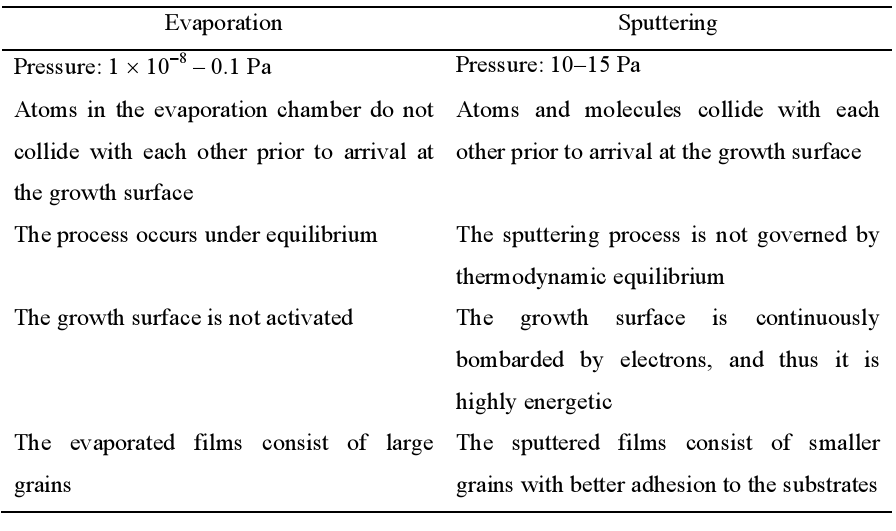 Evaporation Sputtering
Pressure: 1 × 10⁻⁸ – 0.1 Pa Pressure: 10–15 Pa
Atoms in the evaporation chamber do not Atoms and molecules collide with each
collide with each other prior to arrival at other prior to arrival at the growth surface
the growth surface
The process occurs under equilibrium The sputtering process is not governed by
thermodynamic equilibrium
The growth surface is not activated The growth surface is continuously
bombarded by electrons, and thus it is
highly energetic
The evaporated films consist of large The sputtered films consist of smaller
grains grains with better adhesion to the substrates